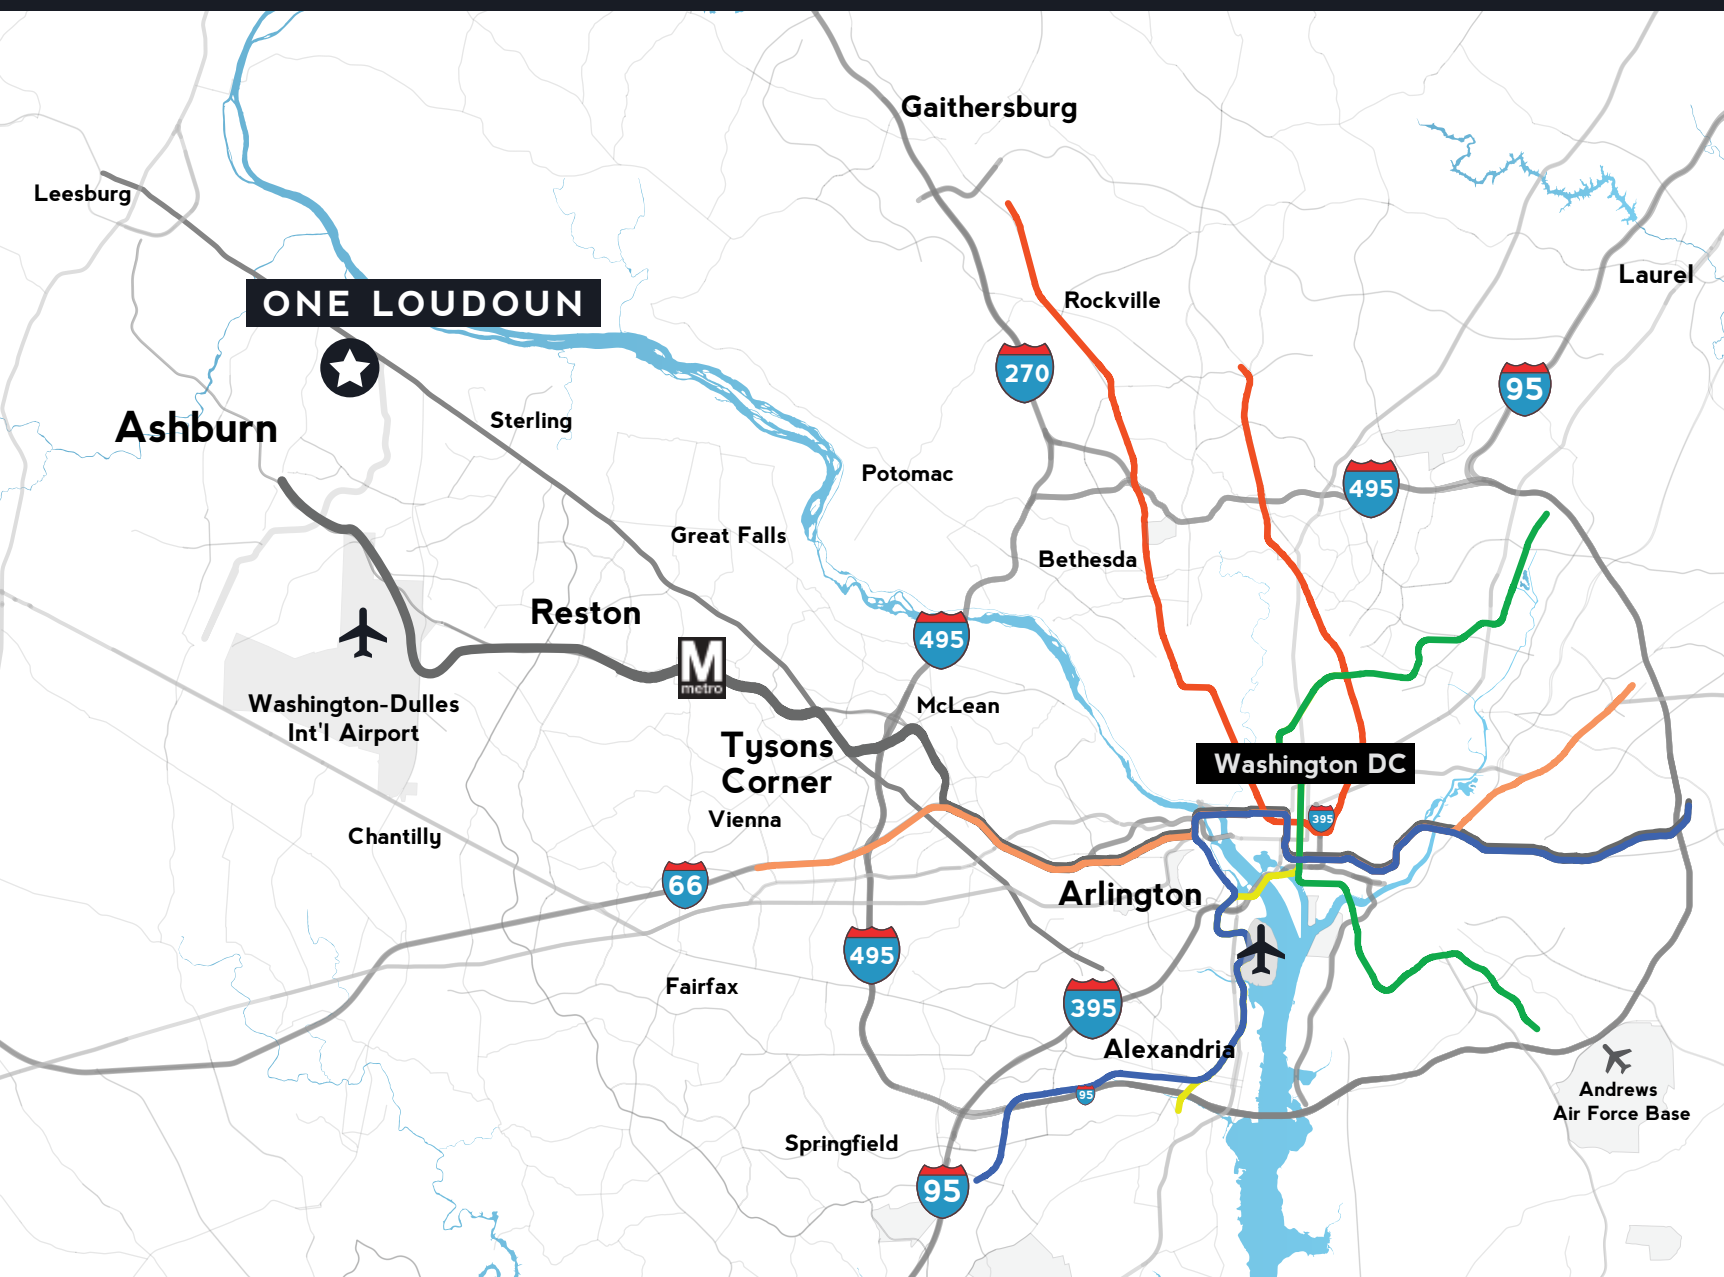 Gaithersburg
Leesburg
Laurel
ONE LOUDOUN
Rockville
270
95
Ashburn
Sterling
Potomac
495
Great Falls
Bethesda
Reston
495
M
metro
Washington-Dulles
Int'l Airport
McLean
Tysons
Corner
Washington DC
Vienna
395
Chantilly
66
Arlington
495
Fairfax
395
Alexandria
95
Andrews
Air Force Base
Springfield
95